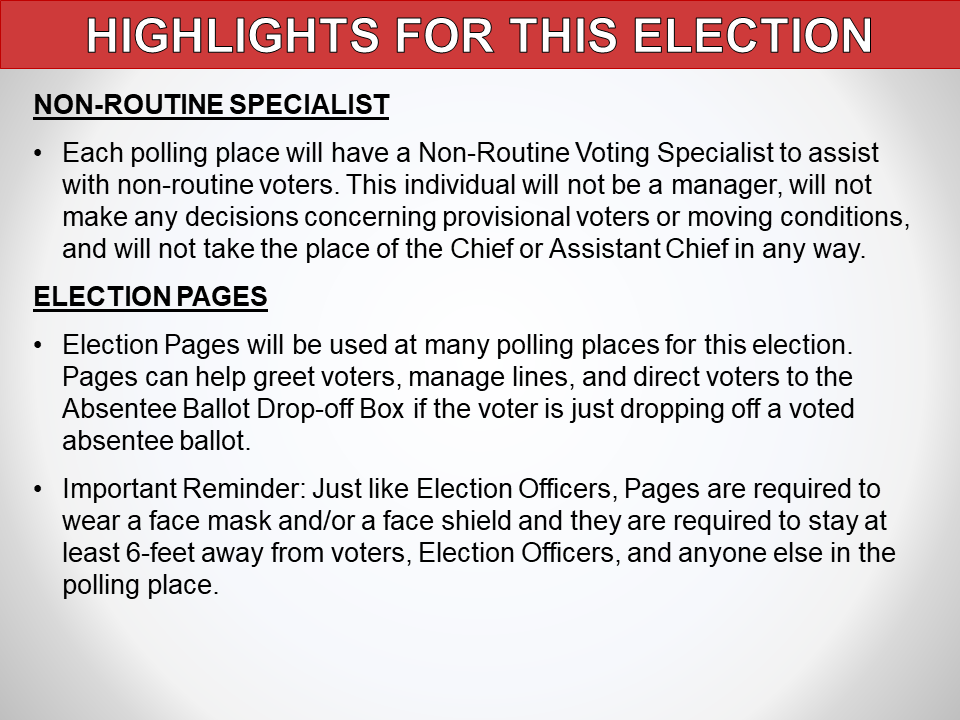 HIGHLIGHTS FOR THIS ELECTION
NON-ROUTINE SPECIALIST
• Each polling place will have a Non-Routine Voting Specialist to assist
with non-routine voters. This individual will not be a manager, will not
make any decisions concerning provisional voters or moving conditions,
and will not take the place of the Chief or Assistant Chief in any way.
ELECTION PAGES
• Election Pages will be used at many polling places for this election.
Pages can help greet voters, manage lines, and direct voters to the
Absentee Ballot Drop-off Box if the voter is just dropping off a voted
absentee ballot.
• Important Reminder: Just like Election Officers, Pages are required to
wear a face mask and/or a face shield and they are required to stay at
least 6-feet away from voters, Election Officers, and anyone else in the
polling place.